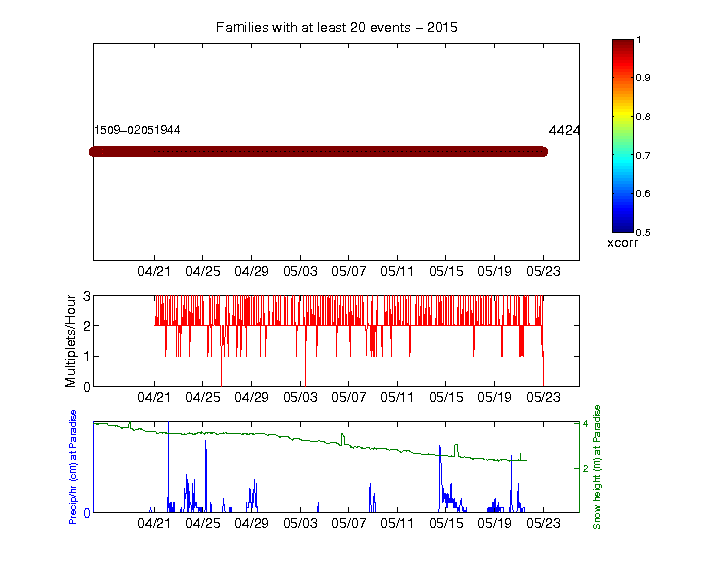 Families with at least 20 events – 2015
1509–02051944
4424
04/21 04/25 04/29 05/03 05/07 05/11 05/15 05/19 05/23
1
0.9
0.8
0.7
0.6
0.5
xcorr
Multiplets/Hour
3
2
1
0
04/21 04/25 04/29 05/03 05/07 05/11 05/15 05/19 05/23
Precip/hr (cm) at Paradise
0
4
2
Snow height (m) at Paradise
04/21 04/25 04/29 05/03 05/07 05/11 05/15 05/19 05/23